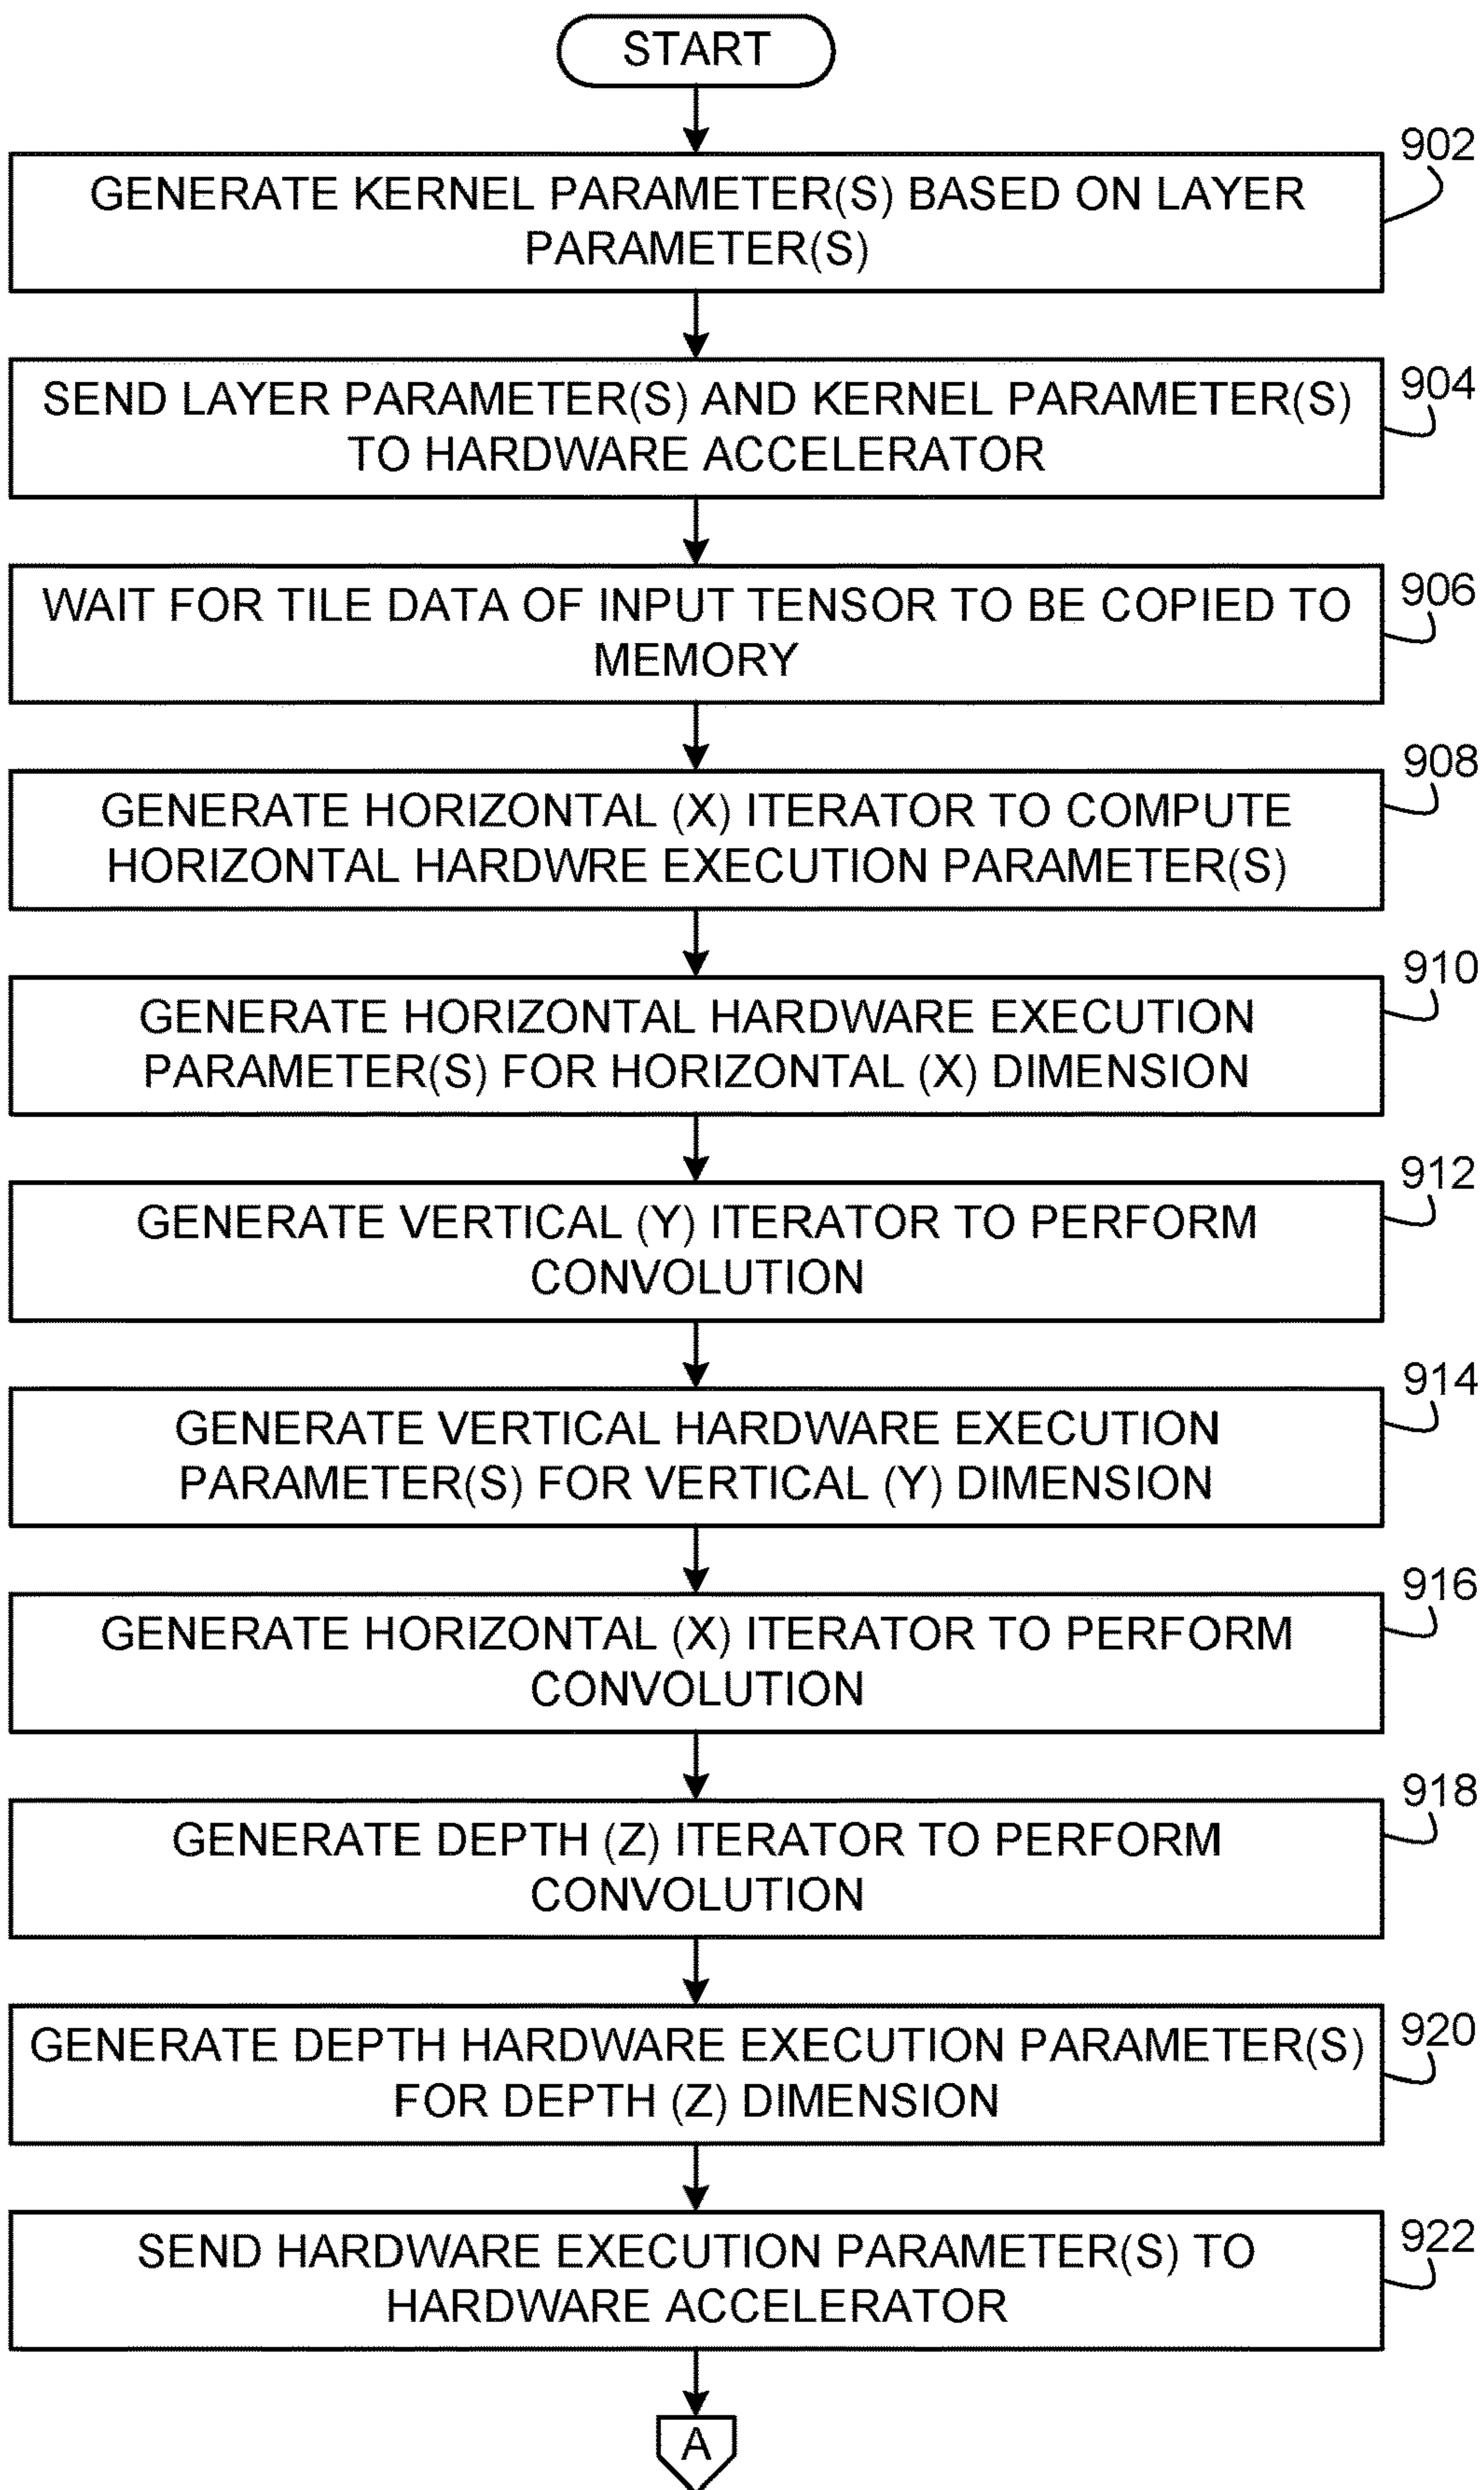 START
902
GENERATE KERNEL PARAMETER(S) BASED ON LAYER
PARAMETER(S)
904
SEND LAYER PARAMETER(S) AND KERNEL PARAMETER(S)
TO HARDWARE ACCELERATOR
906
WAIT FOR TILE DATA OF INPUT TENSOR TO BE COPIED TO
MEMORY
908
GENERATE HORIZONTAL (X) ITERATOR TO COMPUTE
HORIZONTAL HARDWRE EXECUTION PARAMETER(S)
910
GENERATE HORIZONTAL HARDWARE EXECUTION
PARAMETER(S) FOR HORIZONTAL (X) DIMENSION
912
GENERATE VERTICAL (Y) ITERATOR TO PERFORM
CONVOLUTION
914
GENERATE VERTICAL HARDWARE EXECUTION
PARAMETER(S) FOR VERTICAL (Y) DIMENSION
916
GENERATE HORIZONTAL (X) ITERATOR TO PERFORM
CONVOLUTION
918
GENERATE DEPTH (Z) ITERATOR TO PERFORM
CONVOLUTION
920
GENERATE DEPTH HARDWARE EXECUTION PARAMETER(S)
FOR DEPTH (Z) DIMENSION
922
SEND HARDWARE EXECUTION PARAMETER(S) TO
HARDWARE ACCELERATOR
A